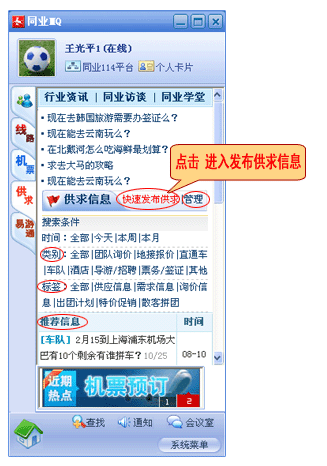 同业MQ
王光平1(在线)
同业114平台 个人卡片
行业资讯 | 同业访谈 | 同业学堂
线路
机票
供求
易游通
·现在去韩国旅游需要办签证么?
·现在能去云南玩么?
·在北戴河怎么吃海鲜最划算?
·求去大马的攻略
·现在能去云南玩么?
点击 进入发布供求信息
供求信息 快速发布供求 管理
搜索条件
时间: 全部|今天|本周|本月
类别: 全部|团队询价|地接报价|直通车
|车队|酒店|导游/招聘|票务/签证|其他
标签: 全部|供应信息|需求信息|询价信
息|出团计划|特价促销|散客拼团
推荐信息 时间
【车队】 2月15到上海浦东机场大
巴有10个剩余有谁拼车? 10/25 08-10
近期热点 机票预订 1 2
查找 通知 会议室
系统菜单